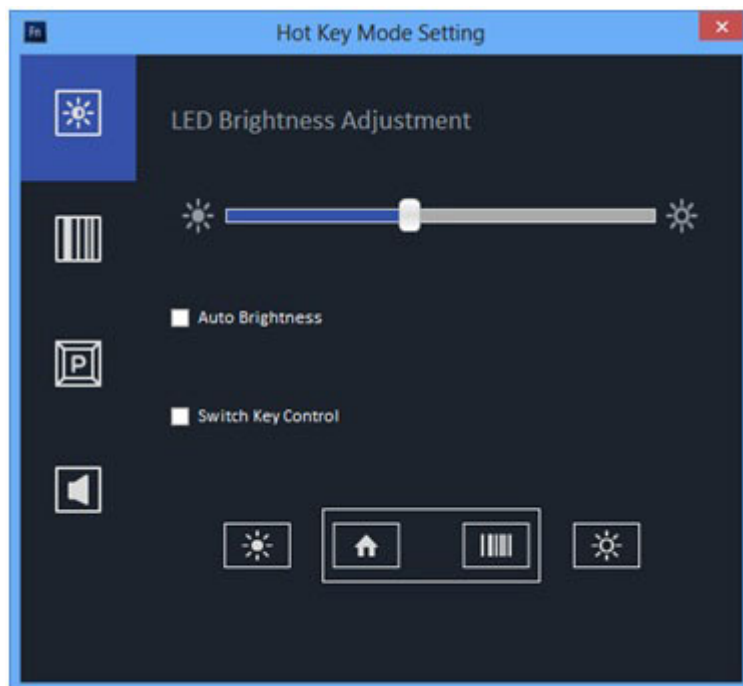 Fn
Hot Key Mode Setting
LED Brightness Adjustment
Auto Brightness
P
Switch Key Control